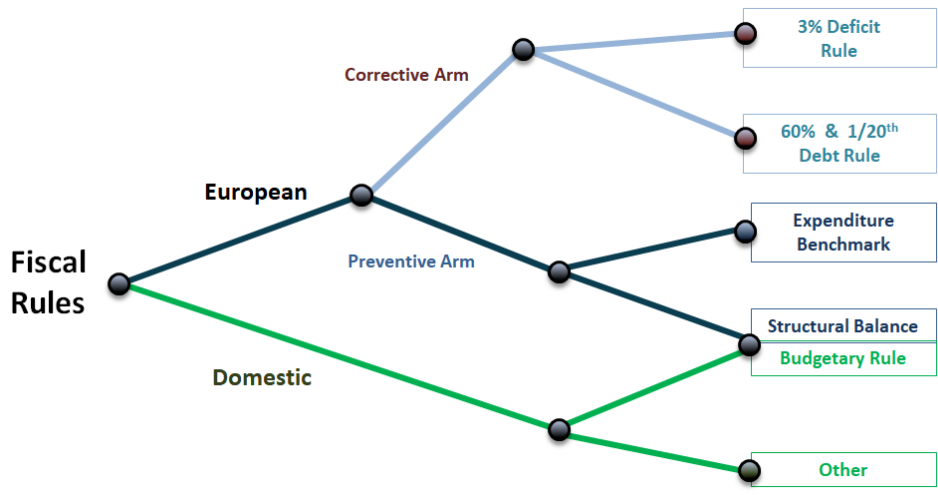 3% Deficit
Rule
Corrective Arm
60% & 1/20th
Debt Rule
European
Expenditure
Benchmark
Fiscal
Rules
Preventive Arm
Structural Balance
Budgetary Rule
Domestic
Other